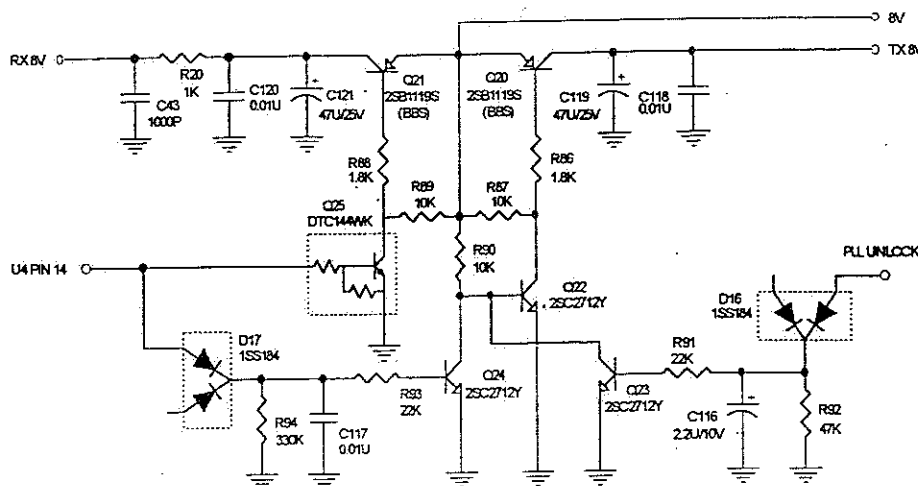 8V
RX 8V
TX 8V
R20
1K
C43
1000P
C120
0.01U
C121
47U/25V
Q21
2SB1119S
(BBS)
Q20
2SB1119S
(BBS)
C119
47U/25V
C118
0.01U
R88
1.8K
R86
1.8K
R89
10K
R87
10K
Q25
DTC144WK
R90
10K
U4 PIN 14
PLL UNLOCK
Q22
2SC2712Y
D16
1SS184
D17
1SS184
R91
22K
R93
22K
Q24
2SC2712Y
Q23
2SC2712Y
R94
330K
C117
0.01U
C116
2.2U/10V
R92
47K
+
+
+